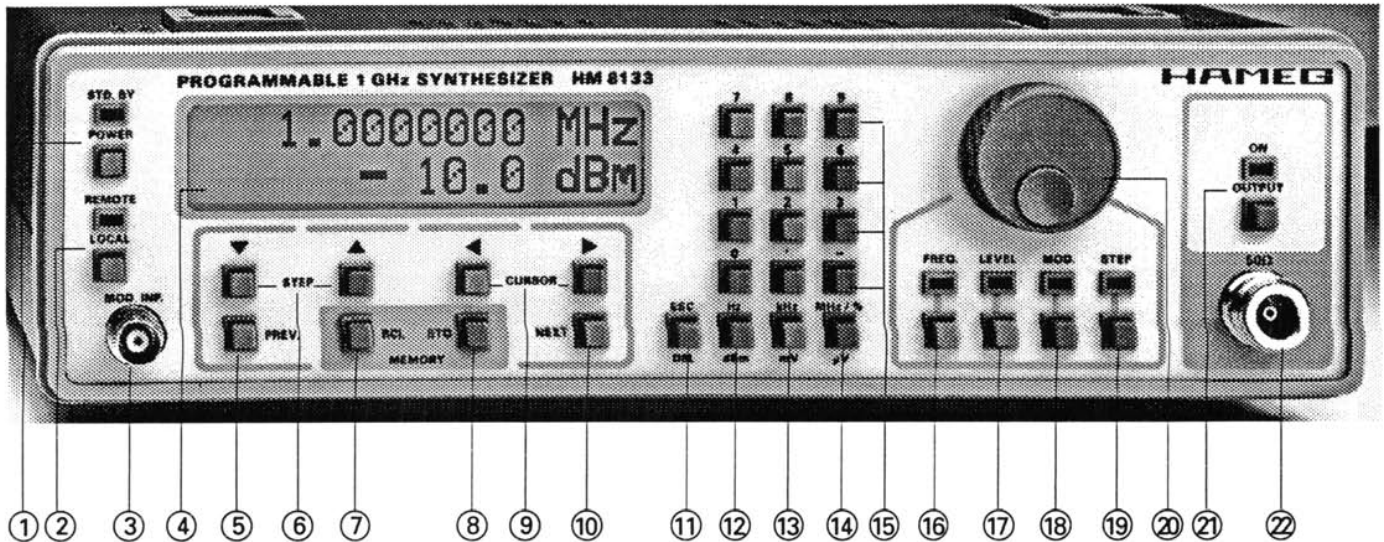 PROGRAMMABLE 1 GHz SYNTHESIZER HM 8133
HAMEG
STD. BY
POWER
REMOTE
LOCAL
MOD. INP.
1.0000000 MHz
- 10.0 dBm
▼ ▲ ◀ ▶
STEP CURSOR
PREV. RCL STO NEXT
MEMORY
7 8 9
4 5 6
1 2 3
0 . -
ESC Hz kHz MHz / %
DEL dBm mV µV
FREQ. LEVEL MOD. STEP
ON
OUTPUT
50Ω
① ② ③ ④ ⑤ ⑥ ⑦ ⑧ ⑨ ⑩ ⑪ ⑫ ⑬ ⑭ ⑮ ⑯ ⑰ ⑱ ⑲ ⑳ ㉑ ㉒